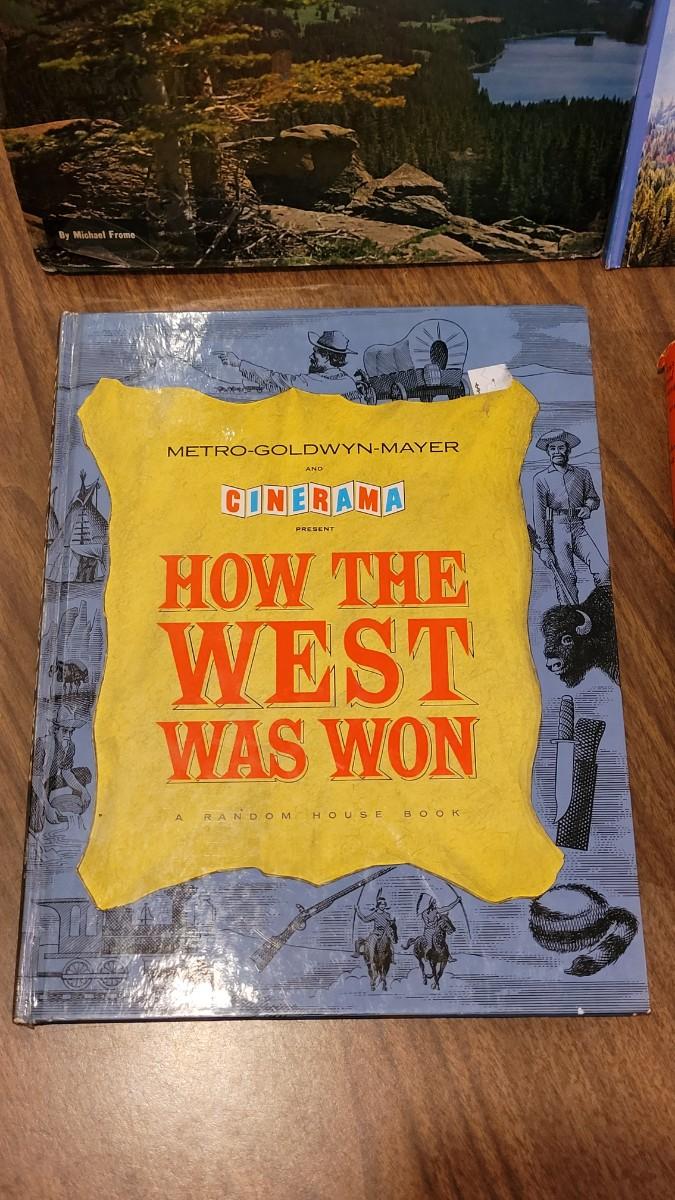 By Michael Frome
METRO-GOLDWYN-MAYER
AND
CINERAMA
PRESENT
HOW THE
WEST
WAS WON
A RANDOM HOUSE BOOK